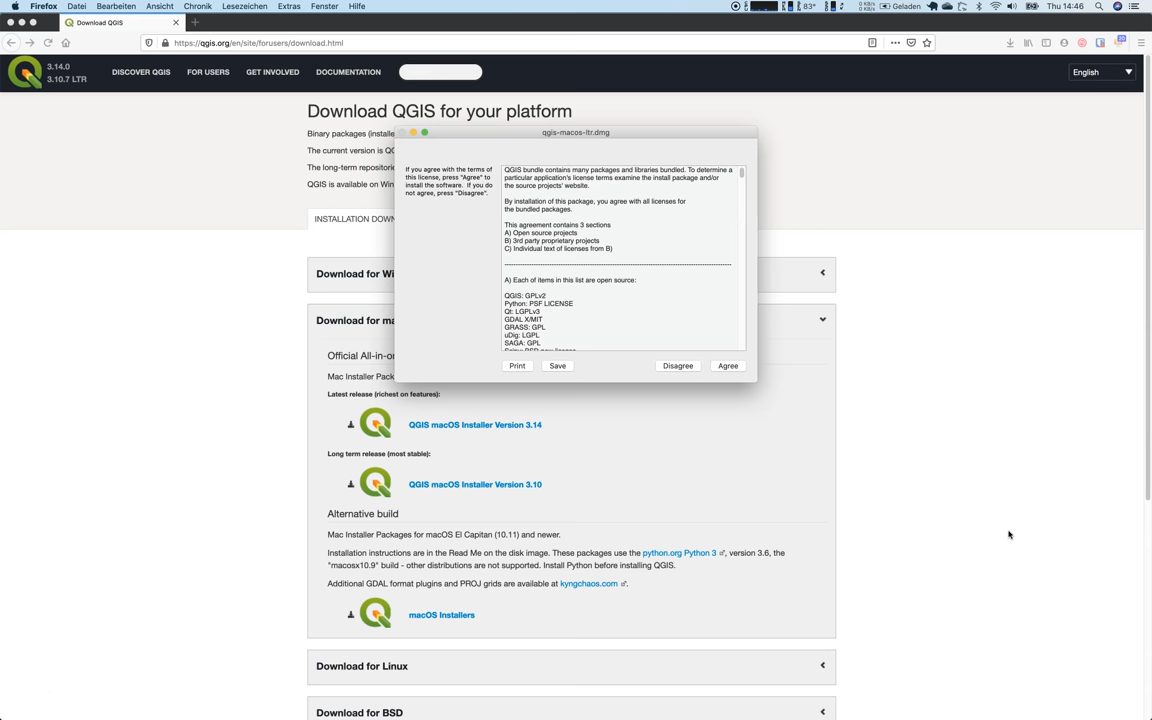 Firefox Datei Bearbeiten Ansicht Chronik Lesezeichen Extras Fenster Hilfe
83° 0 KB/s 0 KB/s Geladen Thu 14:46
Download QGIS
https://qgis.org/en/site/forusers/download.html
3.14.0
3.10.7 LTR
DISCOVER QGIS FOR USERS GET INVOLVED DOCUMENTATION
English
Download QGIS for your platform
Binary packages (installe
The current version is QG
The long-term repositorie
QGIS is available on Win
INSTALLATION DOWN
Download for Wi
Download for ma
Official All-in-on
Mac Installer Pack
Latest release (richest on features):
QGIS macOS Installer Version 3.14
Long term release (most stable):
QGIS macOS Installer Version 3.10
Alternative build
Mac Installer Packages for macOS El Capitan (10.11) and newer.
Installation instructions are in the Read Me on the disk image. These packages use the python.org Python 3, version 3.6, the
"macosx10.9" build - other distributions are not supported. Install Python before installing QGIS.
Additional GDAL format plugins and PROJ grids are available at kyngchaos.com.
macOS Installers
Download for Linux
Download for BSD
qgis-macos-ltr.dmg
If you agree with the terms of
this license, press "Agree" to
install the software. If you do
not agree, press "Disagree".
QGIS bundle contains many packages and libraries bundled. To determine a
particular application's license terms examine the install package and/or
the source projects' website.
By installation of this package, you agree with all licenses for
the bundled packages.
This agreement contains 3 sections
A) Open source projects
B) 3rd party proprietary projects
C) Individual text of licenses from B)
A) Each of items in this list are open source:
QGIS: GPLv2
Python: PSF LICENSE
Qt: LGPLv3
GDAL X/MIT
GRASS: GPL
uDig: LGPL
SAGA: GPL
Print Save Disagree Agree